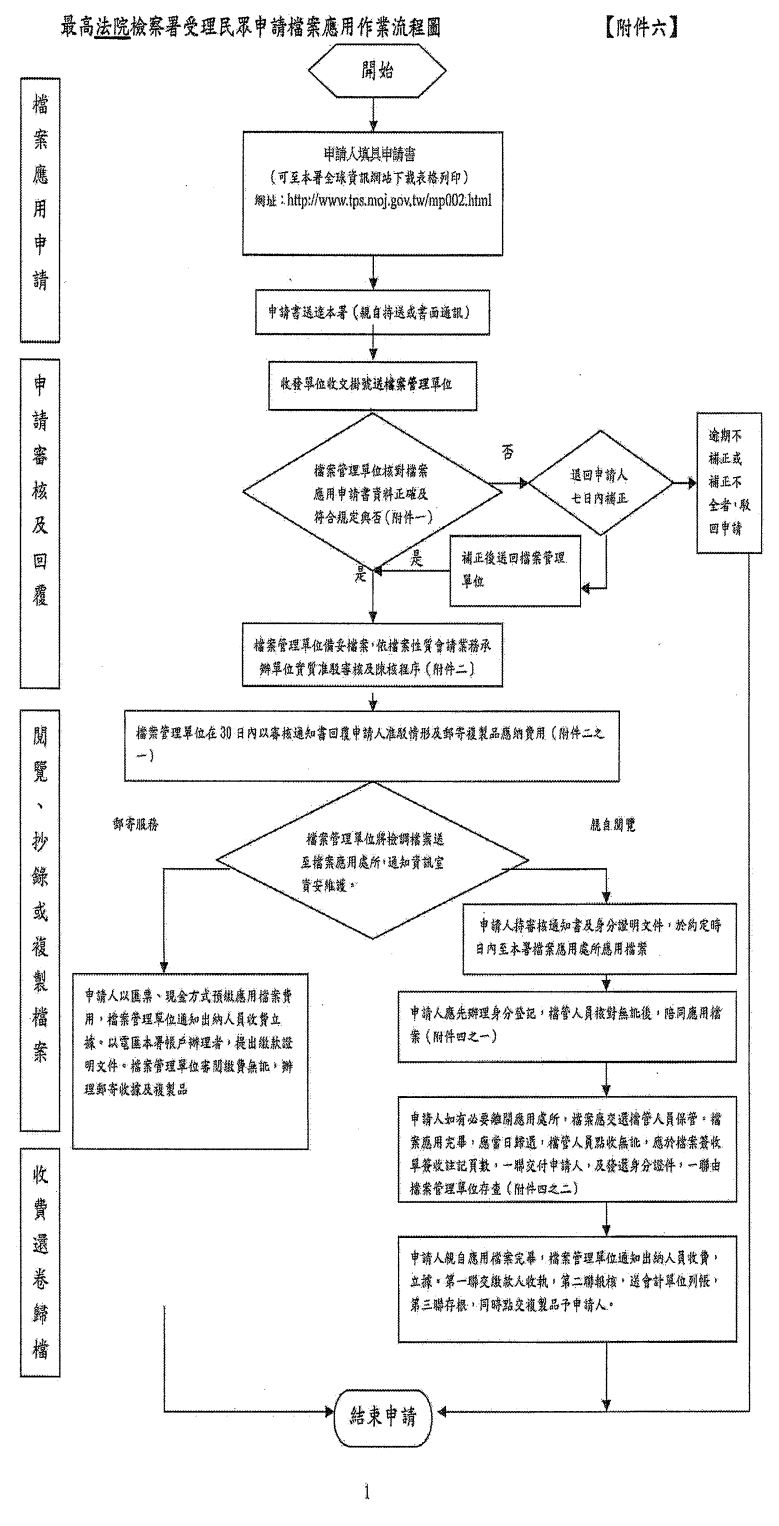 最高法院檢察署受理民眾申請檔案應用作業流程圖
【附件六】
開始
檔案應用申請
申請人填具申請書
(可至本署全球資訊網站下載表格列印)
網址：http://www.tps.moj.gov.tw/mp002.html
申請書送達本署(親自持送或書面通訊)
申請審核及回覆
收發單位收文掛號送檔案管理單位
檔案管理單位核對檔案
應用申請書資料正確及
符合規定與否(附件一)
否
退回申請人
七日內補正
逾期不
補正或
補正不
全者，駁
回申請
補正後送回檔案管理
單位
是
是
檔案管理單位備妥檔案，依檔案性質會請業務承
辦單位實質准駁審核及陳核程序(附件二)
閱覽、抄錄或複製檔案
檔案管理單位在30日內以審核通知書回覆申請人准駁情形及郵寄複製品應納費用(附件二之
一)
郵寄服務
檔案管理單位將檢調檔案送
至檔案應用處所，通知資訊室
資安維護。
親自閱覽
申請人以匯票、現金方式預繳應用檔案費
用，檔案管理單位通知出納人員收費立
據。以電匯本署帳戶辦理者，提出繳款證
明文件。檔案管理單位審閱繳費無訛，辦
理郵寄收據及複製品
申請人持審核通知書及身分證明文件，於約定時
日內至本署檔案應用處所應用檔案
申請人應先辦理身分登記，檔管人員核對無訛後，陪同應用檔
案(附件四之一)
申請人如有必要離開應用處所，檔案應交還檔管人員保管。檔
案應用完畢，應當日歸還，檔管人員點收無訛，應於檔案簽收
單簽收註記頁數，一聯交付申請人，及發還身分證件，一聯由
檔案管理單位存查(附件四之二)
收費還卷歸檔
申請人親自應用檔案完畢，檔案管理單位通知出納人員收費，
立據。第一聯交繳款人收執，第二聯報核，送會計單位列帳，
第三聯存根，同時點交複製品予申請人。
結束申請
1